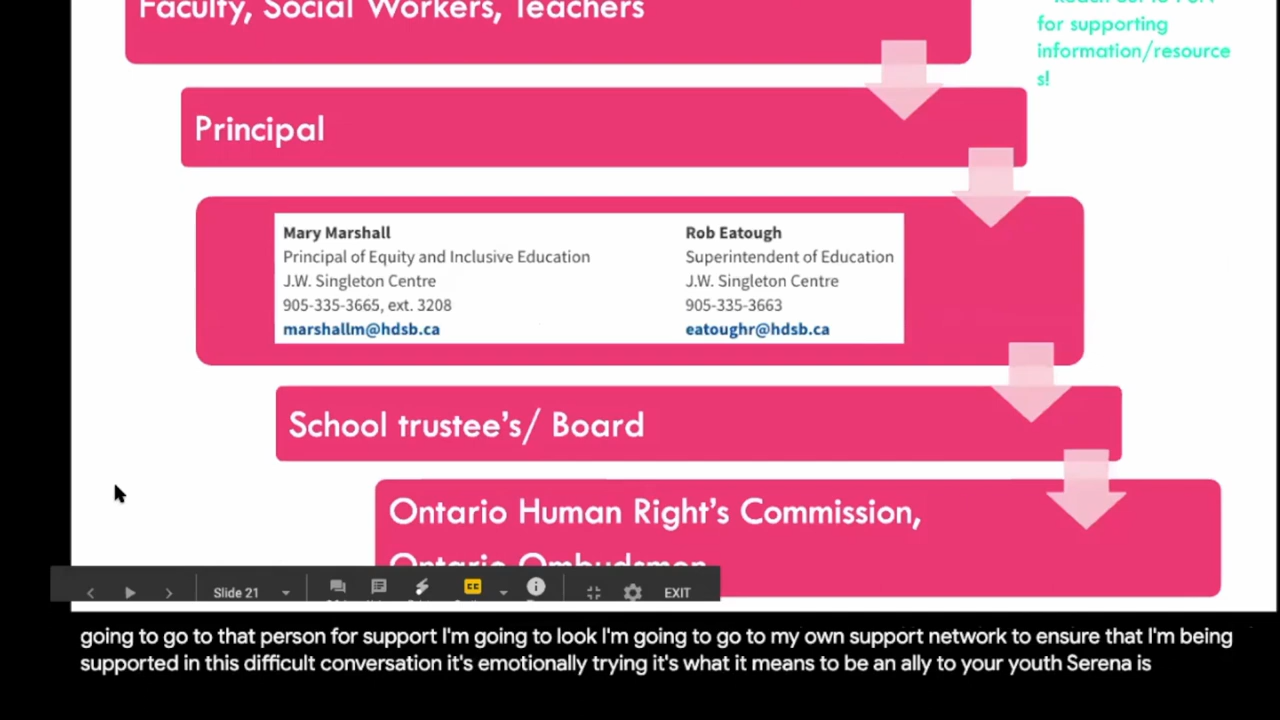 Faculty, Social Workers, Teachers
for supporting
information/resource
s!
Principal
Mary Marshall
Principal of Equity and Inclusive Education
J.W. Singleton Centre
905-335-3665, ext. 3208
marshallm@hdsb.ca
Rob Eatough
Superintendent of Education
J.W. Singleton Centre
905-335-3663
eatoughr@hdsb.ca
School trustee's/ Board
Ontario Human Right's Commission,
Ontario Ombudsmen
Slide 21
CC
EXIT
going to go to that person for support I'm going to look I'm going to go to my own support network to ensure that I'm being
supported in this difficult conversation it's emotionally trying it's what it means to be an ally to your youth Serena is